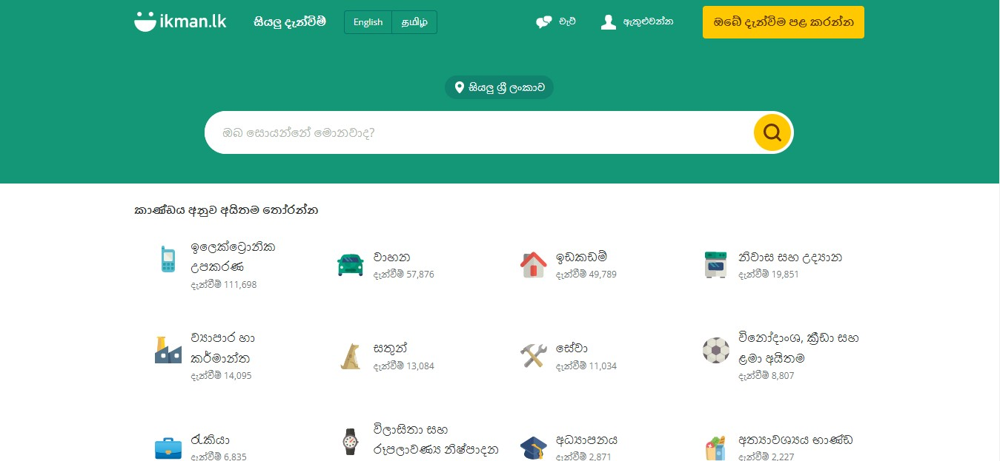 ikman.lk සියලු දැන්වීම් English தமிழ் චැට් ඇතුළුවන්න ඔබේ දැන්වීම පළ කරන්න
සියලු ශ්‍රී ලංකාව
ඔබ සොයන්නේ මොනවාද?
කාණ්ඩය අනුව අයිතම තෝරන්න
ඉලෙක්ට්‍රොනික
උපකරණ
දැන්වීම් 111,698
වාහන
දැන්වීම් 57,876
ඉඩකඩම්
දැන්වීම් 49,789
නිවාස සහ උද්‍යාන
දැන්වීම් 19,851
ව්‍යාපාර හා
කර්මාන්ත
දැන්වීම් 14,095
සතුන්
දැන්වීම් 13,084
සේවා
දැන්වීම් 11,034
විනෝදාංශ, ක්‍රීඩා සහ
ළමා අයිතම
දැන්වීම් 8,807
රැකියා
දැන්වීම් 6,835
විලාසිතා සහ
රූපලාවණ්‍ය නිෂ්පාදන
අධ්‍යාපනය
දැන්වීම් 2,871
අත්‍යාවශ්‍යය භාණ්ඩ
දැන්වීම් 2,227